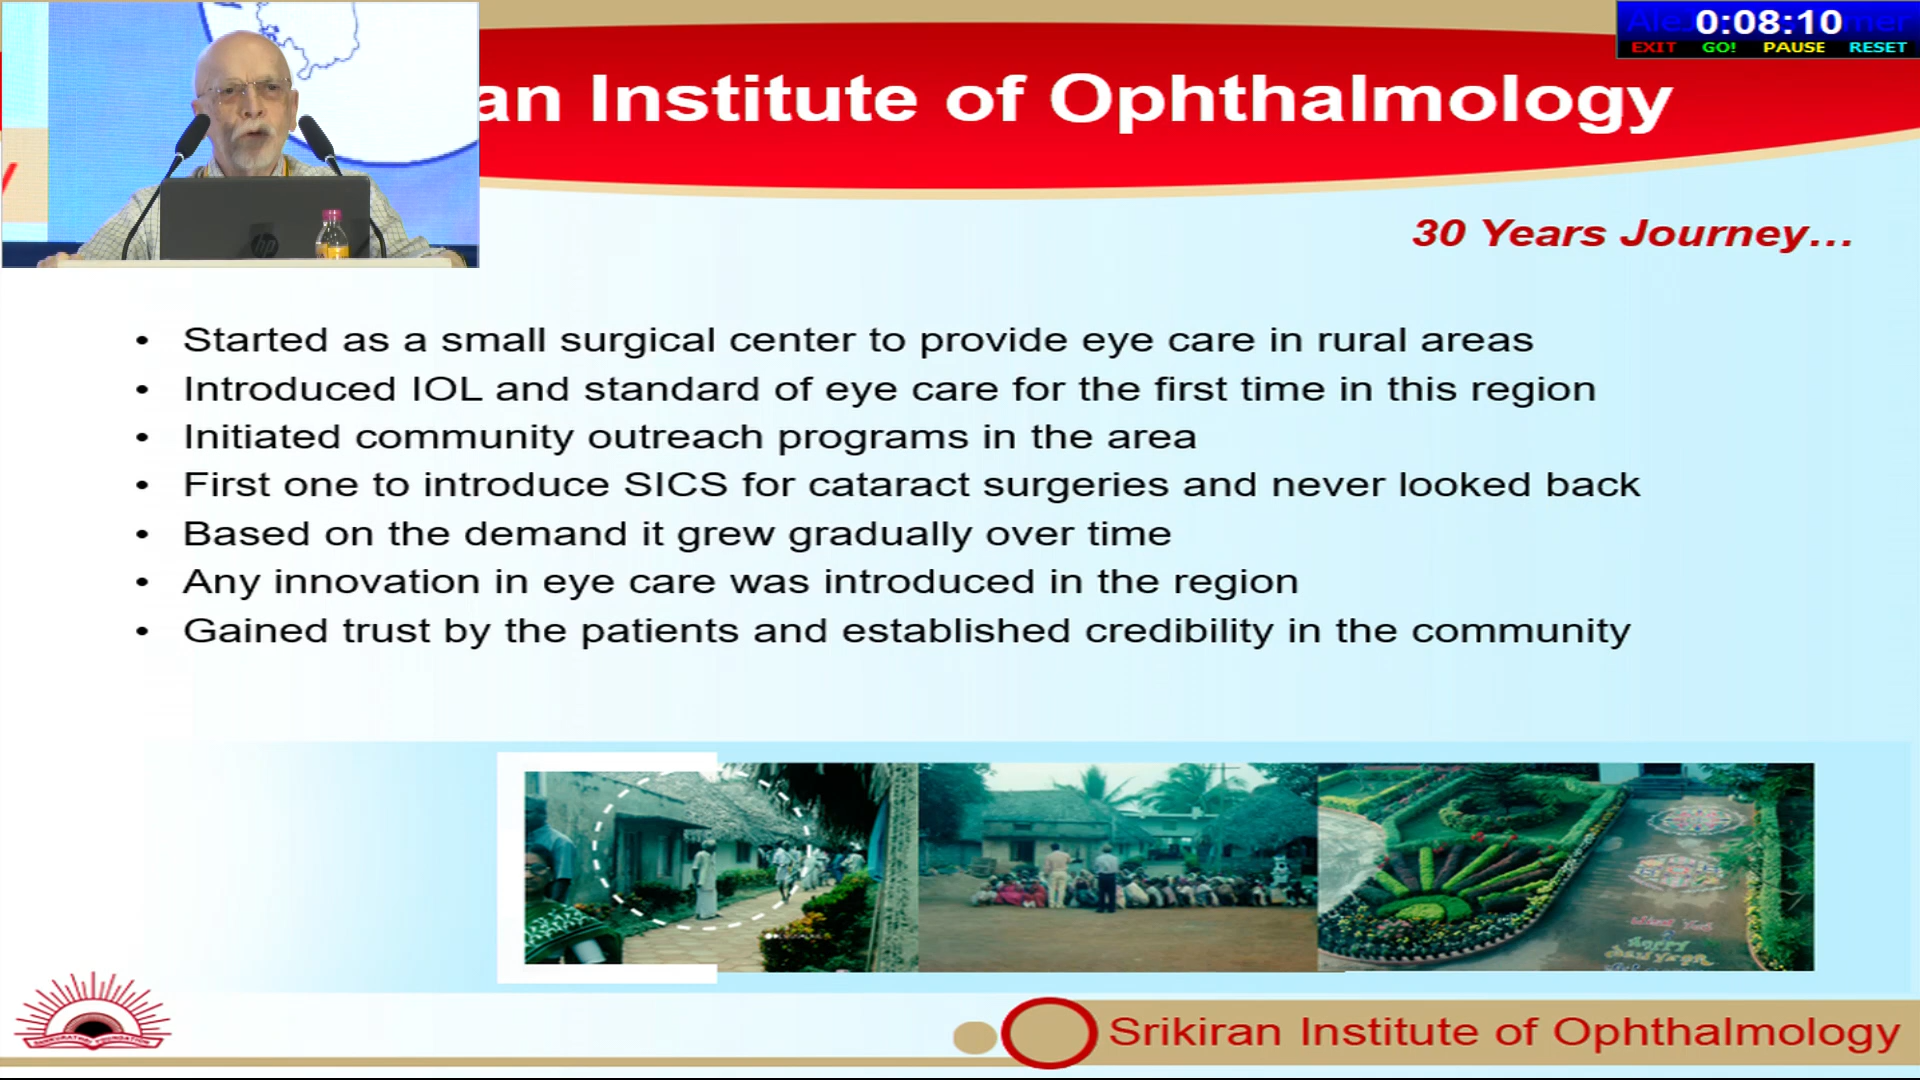 0:08:10
EXIT GO! PAUSE RESET
an Institute of Ophthalmology
30 Years Journey...
• Started as a small surgical center to provide eye care in rural areas
• Introduced IOL and standard of eye care for the first time in this region
• Initiated community outreach programs in the area
• First one to introduce SICS for cataract surgeries and never looked back
• Based on the demand it grew gradually over time
• Any innovation in eye care was introduced in the region
• Gained trust by the patients and established credibility in the community
hp
HAPPY
SANKURATHRI FOUNDATION
Srikiran Institute of Ophthalmology